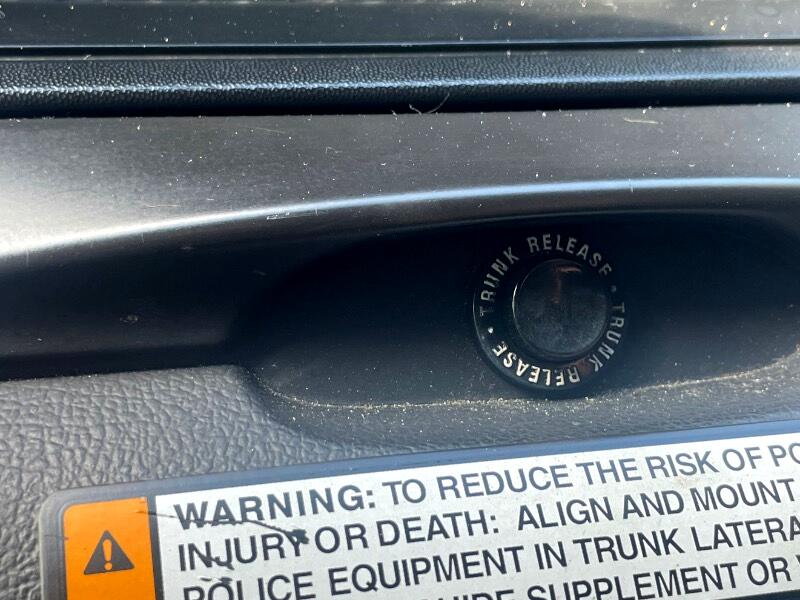 TRUNK RELEASE • TRUNK RELEASE •
WARNING: TO REDUCE THE RISK OF
INJURY OR DEATH: ALIGN AND MOUNT
POLICE EQUIPMENT IN TRUNK
SUPPLEMENT OR